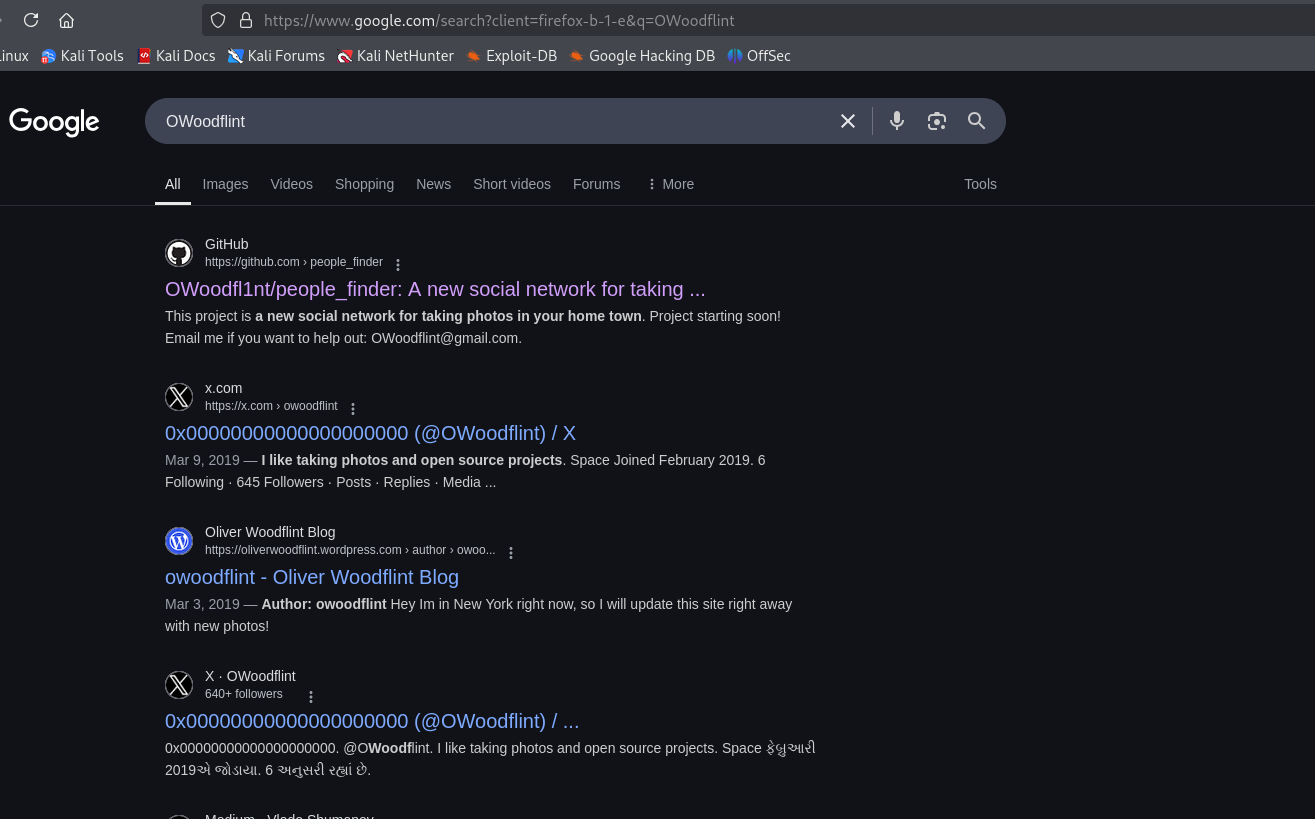 https://www.google.com/search?client=firefox-b-1-e&q=OWoodflint
Kali Tools Kali Docs Kali Forums Kali NetHunter Exploit-DB Google Hacking DB OffSec
Google OWoodflint
All Images Videos Shopping News Short videos Forums More Tools
GitHub
https://github.com › people_finder
OWoodfl1nt/people_finder: A new social network for taking ...
This project is a new social network for taking photos in your home town. Project starting soon!
Email me if you want to help out: OWoodflint@gmail.com.
x.com
https://x.com › owoodflint
0x00000000000000000000 (@OWoodflint) / X
Mar 9, 2019 — I like taking photos and open source projects. Space Joined February 2019. 6
Following · 645 Followers · Posts · Replies · Media ...
Oliver Woodflint Blog
https://oliverwoodflint.wordpress.com › author › owoo...
owoodflint - Oliver Woodflint Blog
Mar 3, 2019 — Author: owoodflint Hey Im in New York right now, so I will update this site right away
with new photos!
X · OWoodflint
640+ followers
0x00000000000000000000 (@OWoodflint) / ...
0x00000000000000000000. @OWoodflint. I like taking photos and open source projects. Space ફેબ્રુઆરી
2019એ જોડાયા. 6 અનુસરી રહ્યાં છે.